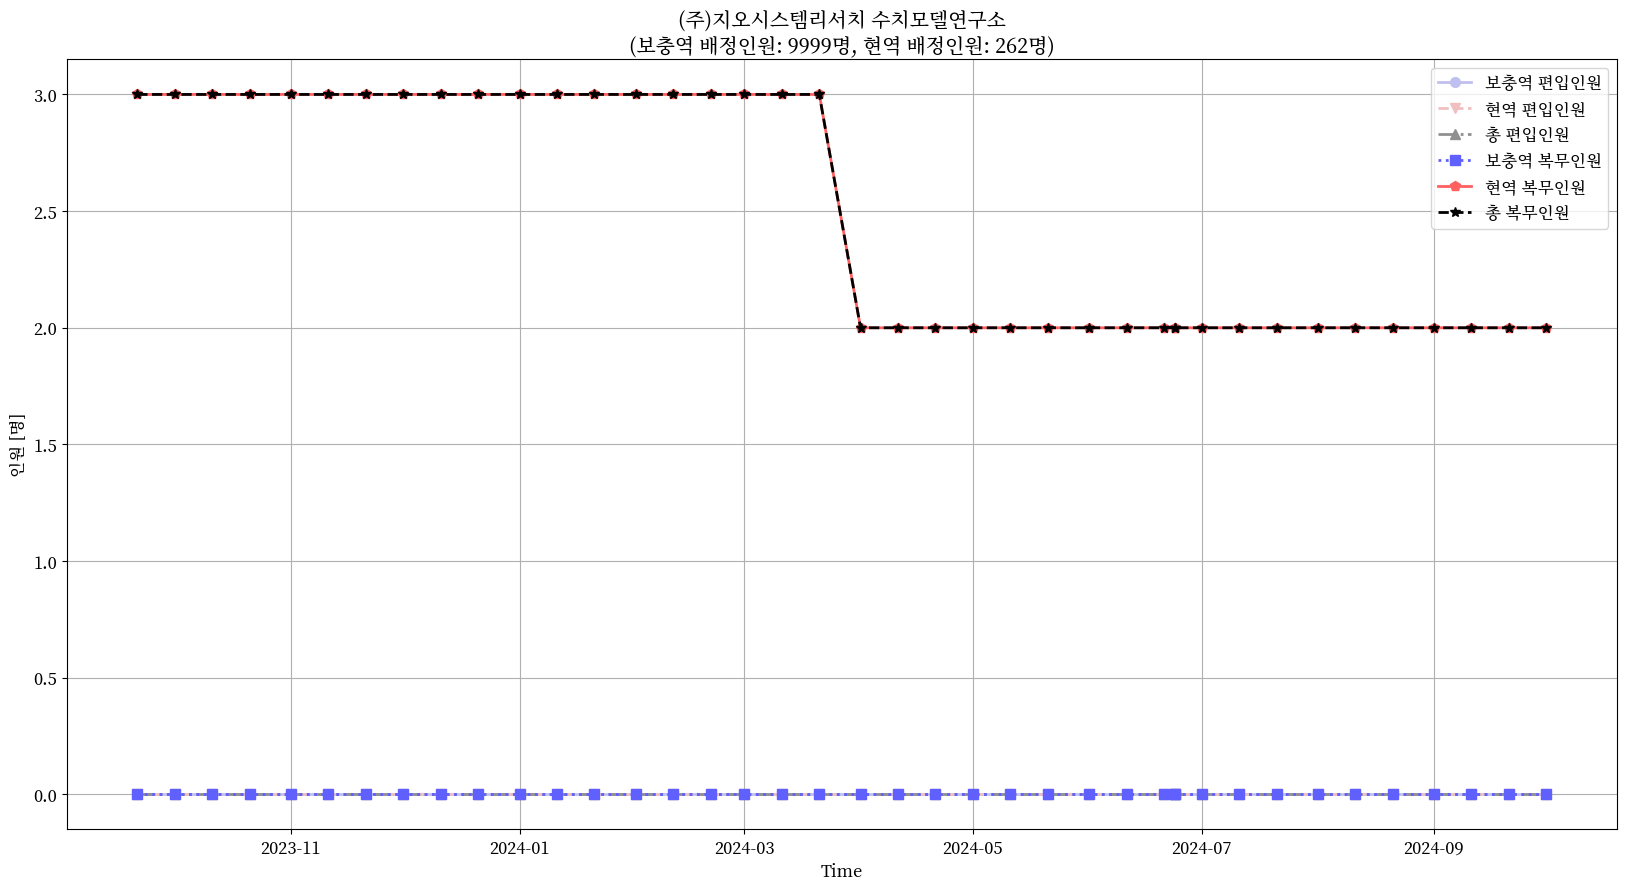 (주)지오시스템리서치 수치모델연구소
(보충역 배정인원: 9999명, 현역 배정인원: 262명)
보충역 편입인원
현역 편입인원
총 편입인원
보충역 복무인원
현역 복무인원
총 복무인원
인원 [명]
3.0
2.5
2.0
1.5
1.0
0.5
0.0
2023-11
2024-01
2024-03
2024-05
2024-07
2024-09
Time